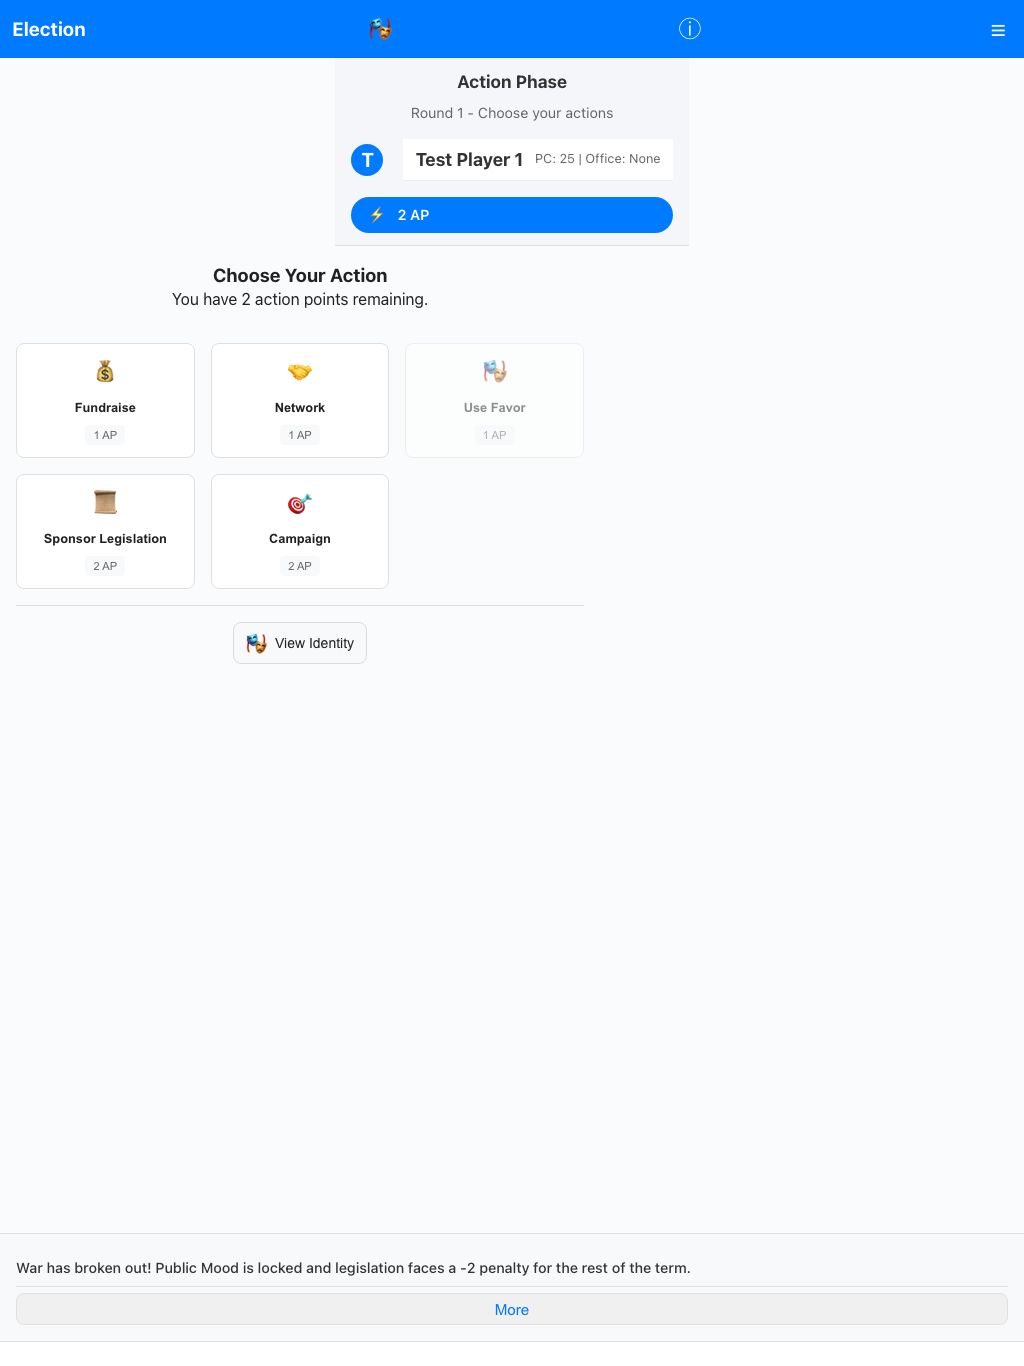 Election
Action Phase
Round 1 - Choose your actions
T
Test Player 1 PC: 25 | Office: None
⚡ 2 AP
Choose Your Action
You have 2 action points remaining.
Fundraise
1 AP
Network
1 AP
Use Favor
1 AP
Sponsor Legislation
2 AP
Campaign
2 AP
View Identity
War has broken out! Public Mood is locked and legislation faces a -2 penalty for the rest of the term.
More